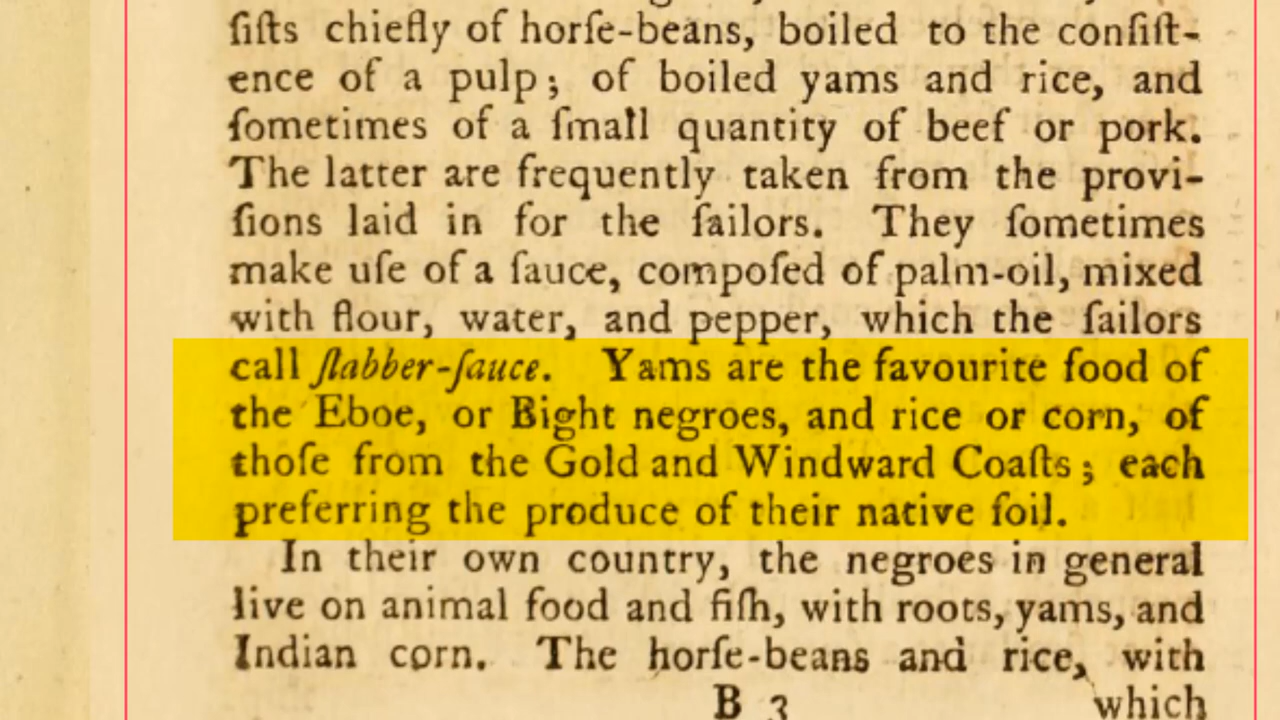 ſiſts chiefly of horſe-beans, boiled to the conſiſt-
ence of a pulp; of boiled yams and rice, and
ſometimes of a ſmall quantity of beef or pork.
The latter are frequently taken from the provi-
ſions laid in for the ſailors. They ſometimes
make uſe of a ſauce, compoſed of palm-oil, mixed
with flour, water, and pepper, which the ſailors
call ſlabber-ſauce. Yams are the favourite food of
the Eboe, or Bight negroes, and rice or corn, of
thoſe from the Gold and Windward Coaſts; each
preferring the produce of their native ſoil.
In their own country, the negroes in general
live on animal food and fiſh, with roots, yams, and
Indian corn. The horſe-beans and rice, with
B 3 which